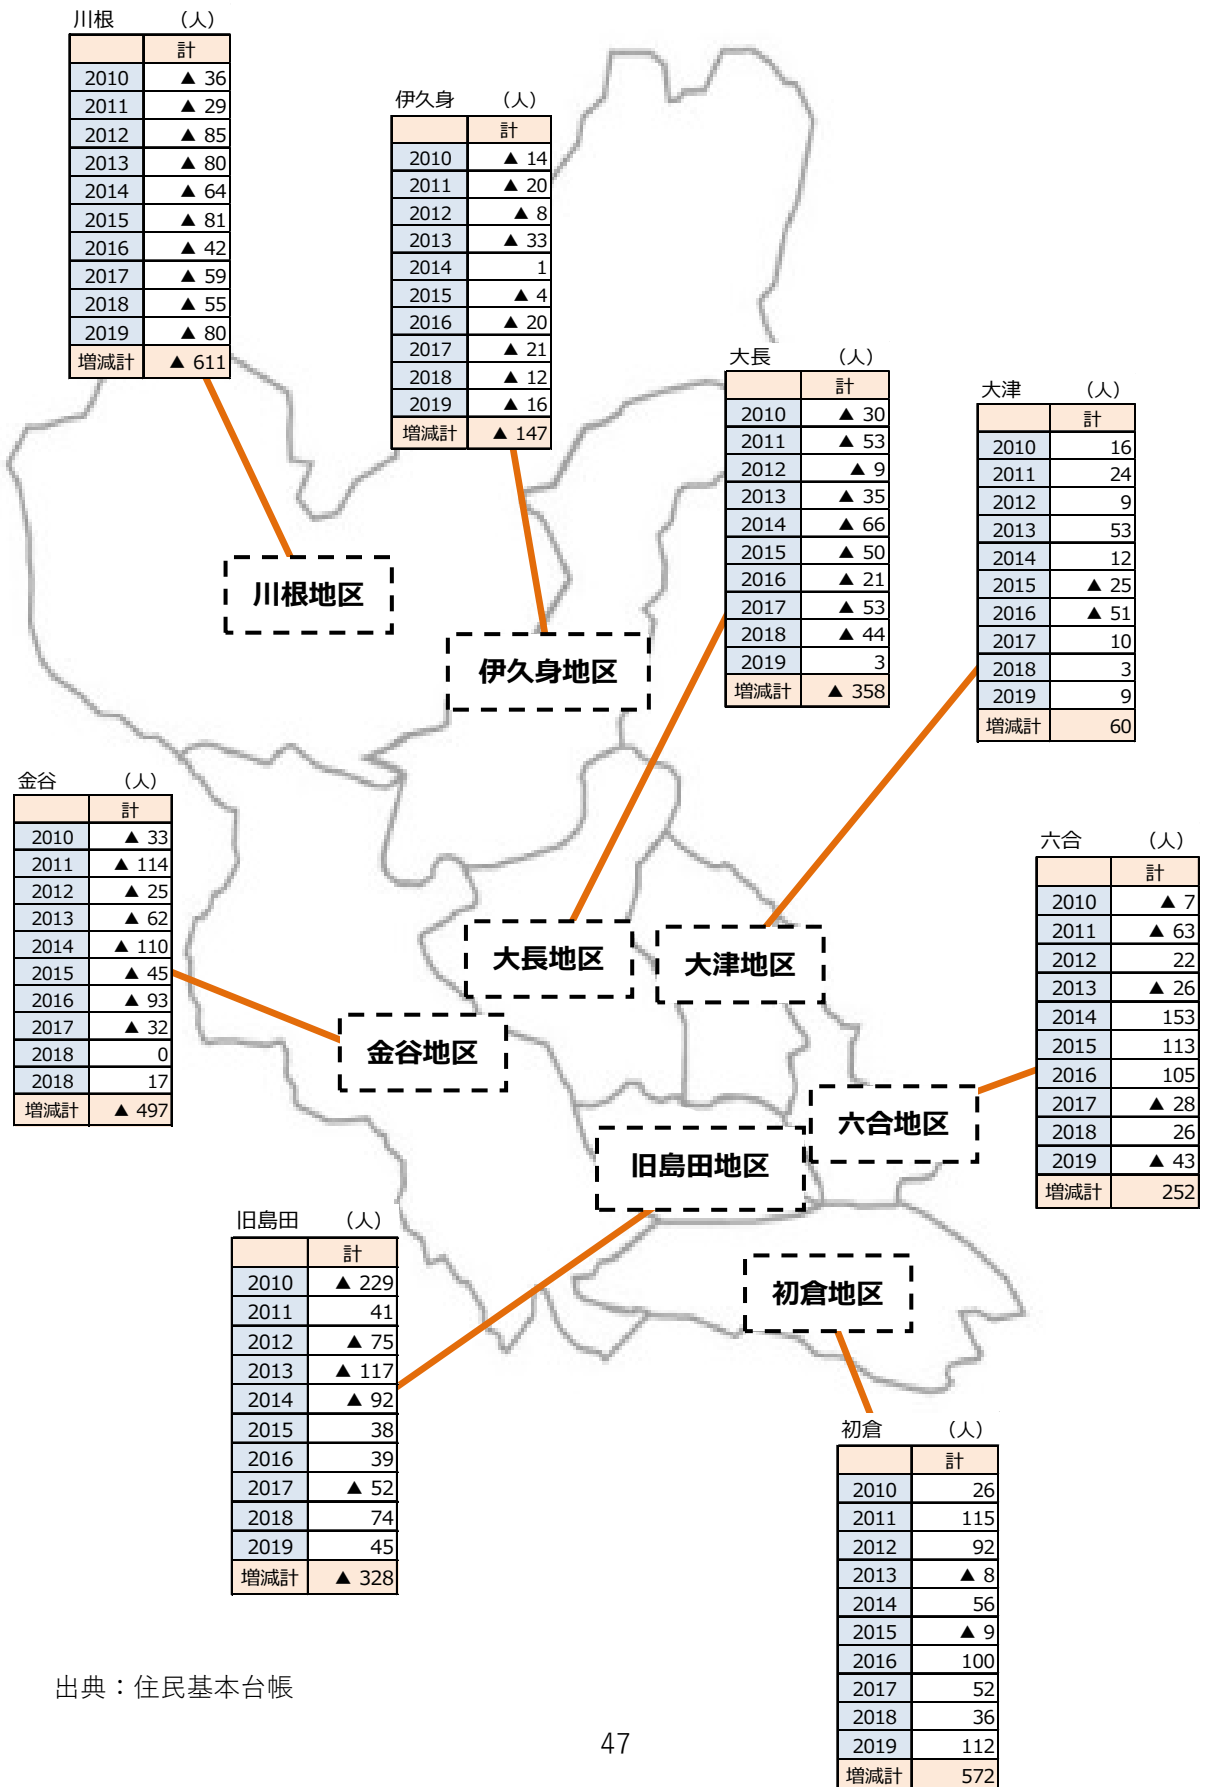 川根 （人）
計
2010 ▲ 36
2011 ▲ 29
2012 ▲ 85
2013 ▲ 80
2014 ▲ 64
2015 ▲ 81
2016 ▲ 42
2017 ▲ 59
2018 ▲ 55
2019 ▲ 80
増減計 ▲ 611
伊久身 （人）
計
2010 ▲ 14
2011 ▲ 20
2012 ▲ 8
2013 ▲ 33
2014 1
2015 ▲ 4
2016 ▲ 20
2017 ▲ 21
2018 ▲ 12
2019 ▲ 16
増減計 ▲ 147
大長 （人）
計
2010 ▲ 30
2011 ▲ 53
2012 ▲ 9
2013 ▲ 35
2014 ▲ 66
2015 ▲ 50
2016 ▲ 21
2017 ▲ 53
2018 ▲ 44
2019 3
増減計 ▲ 358
大津 （人）
計
2010 16
2011 24
2012 9
2013 53
2014 12
2015 ▲ 25
2016 ▲ 51
2017 10
2018 3
2019 9
増減計 60
川根地区
伊久身地区
金谷 （人）
計
2010 ▲ 33
2011 ▲ 114
2012 ▲ 25
2013 ▲ 62
2014 ▲ 110
2015 ▲ 45
2016 ▲ 93
2017 ▲ 32
2018 0
2018 17
増減計 ▲ 497
六合 （人）
計
2010 ▲ 7
2011 ▲ 63
2012 22
2013 ▲ 26
2014 153
2015 113
2016 105
2017 ▲ 28
2018 26
2019 ▲ 43
増減計 252
大長地区
大津地区
金谷地区
六合地区
旧島田地区
初倉地区
旧島田 （人）
計
2010 ▲ 229
2011 41
2012 ▲ 75
2013 ▲ 117
2014 ▲ 92
2015 38
2016 39
2017 ▲ 52
2018 74
2019 45
増減計 ▲ 328
初倉 （人）
計
2010 26
2011 115
2012 92
2013 ▲ 8
2014 56
2015 ▲ 9
2016 100
2017 52
2018 36
2019 112
増減計 572
出典：住民基本台帳
47